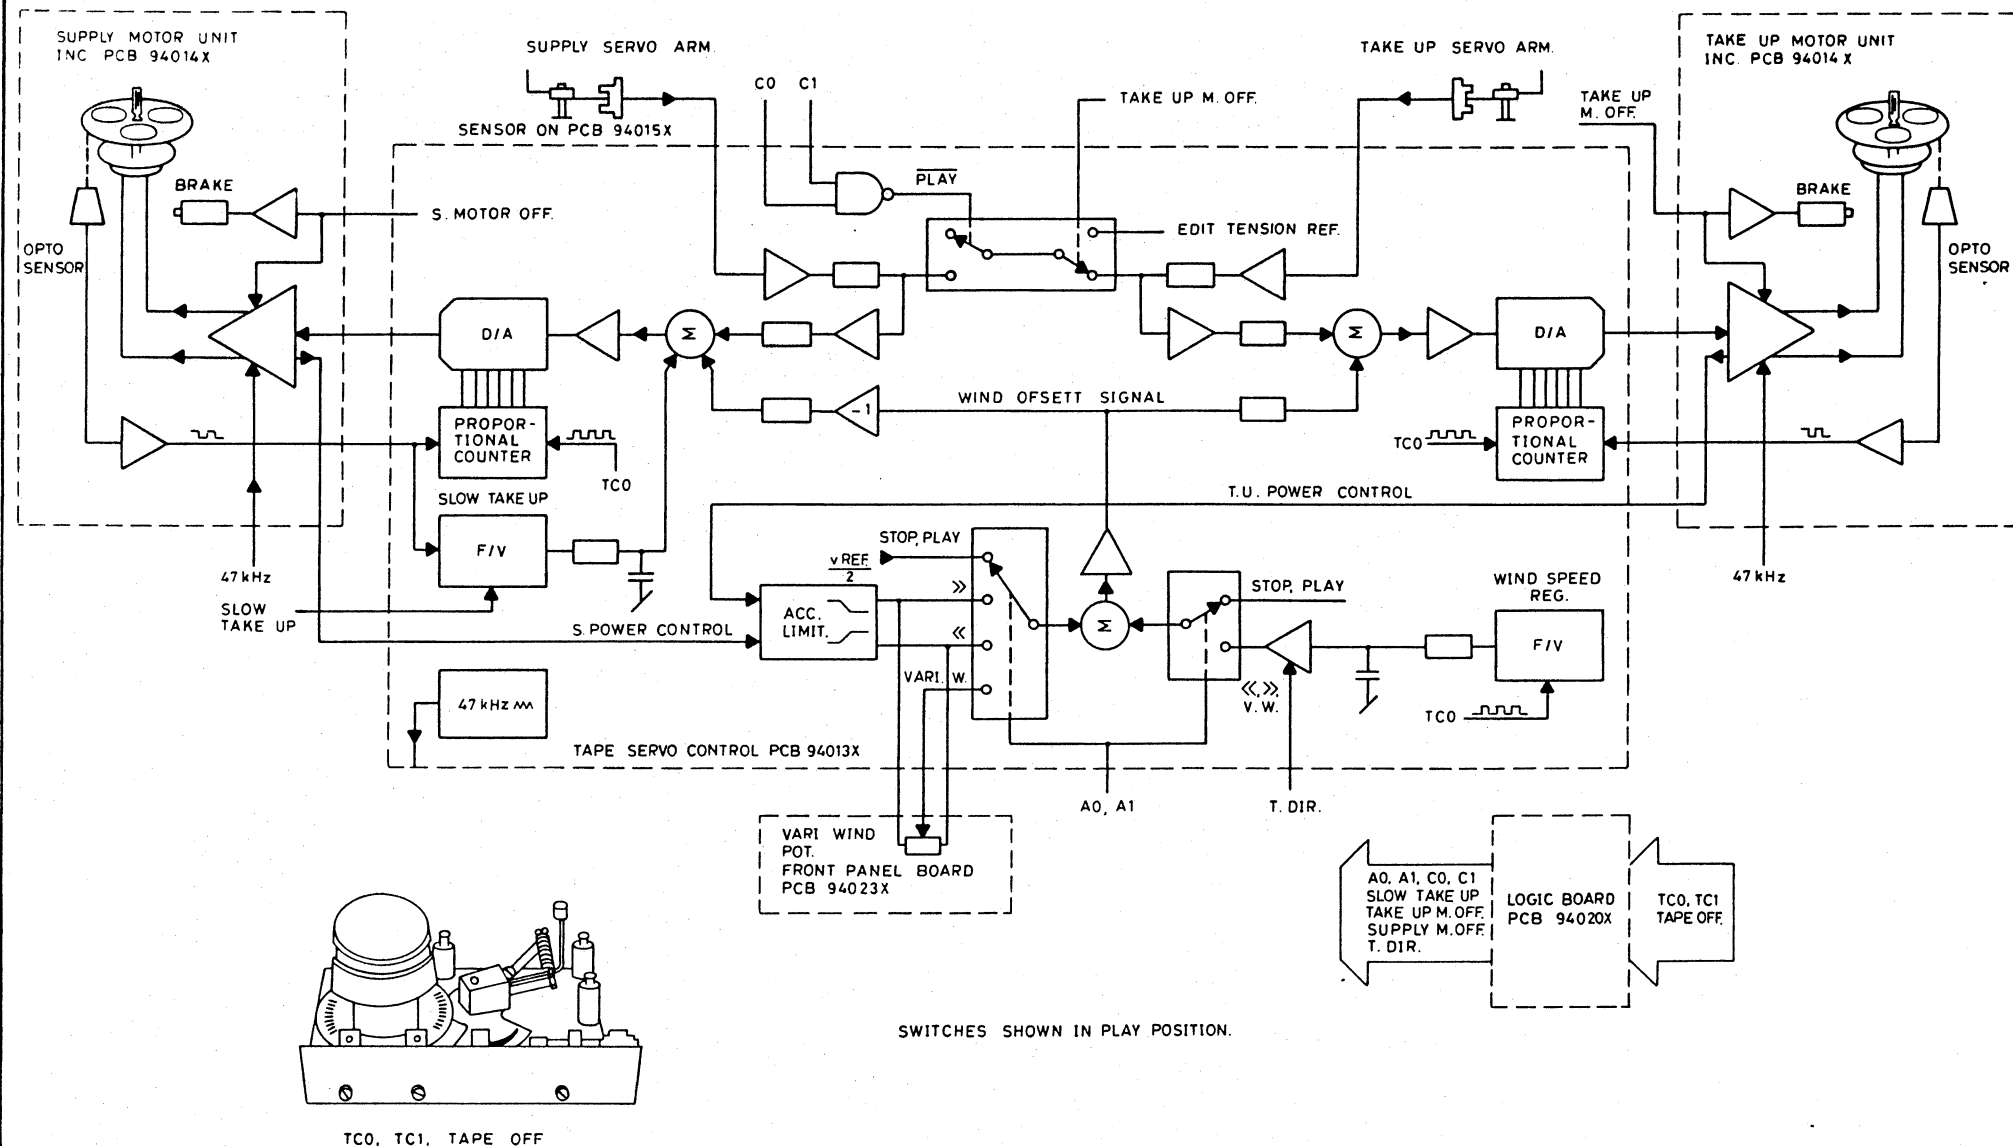 SUPPLY MOTOR UNIT
INC PCB 94014X
SUPPLY SERVO ARM.
C0 C1
TAKE UP M. OFF.
TAKE UP SERVO ARM.
TAKE UP MOTOR UNIT
INC. PCB 94014X
TAKE UP
M. OFF.
SENSOR ON PCB 94015X
PLAY
BRAKE
S. MOTOR OFF.
EDIT TENSION REF.
BRAKE
OPTO
SENSOR
OPTO
SENSOR
D/A
Σ
Σ
D/A
-1
WIND OFSETT SIGNAL
PROPOR-
TIONAL
COUNTER
TC0
TC0
PROPOR-
TIONAL
COUNTER
SLOW TAKE UP
T.U. POWER CONTROL
F/V
STOP, PLAY
v REF.
2
47 kHz
SLOW
TAKE UP
S. POWER CONTROL
ACC.
LIMIT.
>>
<<
VARI. W.
Σ
STOP, PLAY
<<, >>,
V. W.
WIND SPEED
REG.
F/V
TC0
47 kHz
47 kHz
TAPE SERVO CONTROL PCB 94013X
A0, A1
T. DIR.
VARI WIND
POT.
FRONT PANEL BOARD
PCB 94023X
A0, A1, C0, C1
SLOW TAKE UP
TAKE UP M. OFF.
SUPPLY M. OFF.
T. DIR.
LOGIC BOARD
PCB 94020X
TC0, TC1
TAPE OFF.
SWITCHES SHOWN IN PLAY POSITION.
TC0, TC1, TAPE OFF